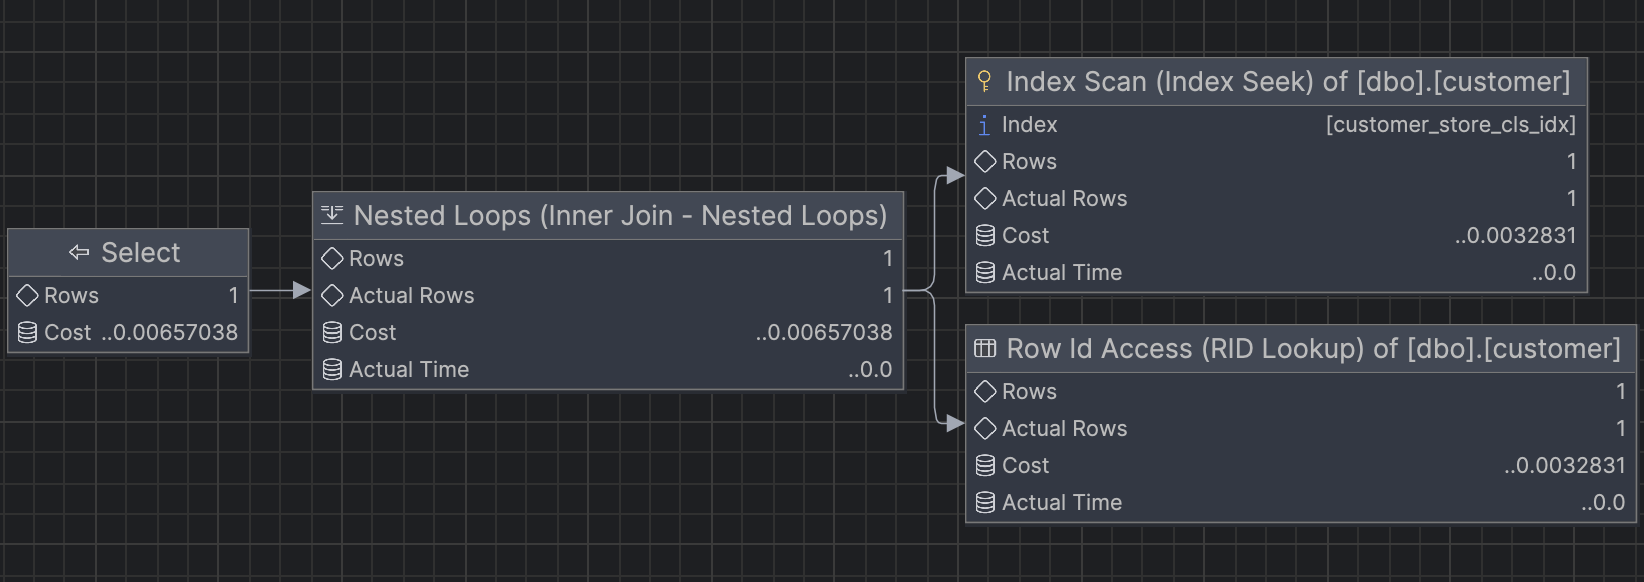 Select
Rows 1
Cost ..0.00657038
Nested Loops (Inner Join - Nested Loops)
Rows 1
Actual Rows 1
Cost ..0.00657038
Actual Time ..0.0
Index Scan (Index Seek) of [dbo].[customer]
Index [customer_store_cls_idx]
Rows 1
Actual Rows 1
Cost ..0.0032831
Actual Time ..0.0
Row Id Access (RID Lookup) of [dbo].[customer]
Rows 1
Actual Rows 1
Cost ..0.0032831
Actual Time ..0.0